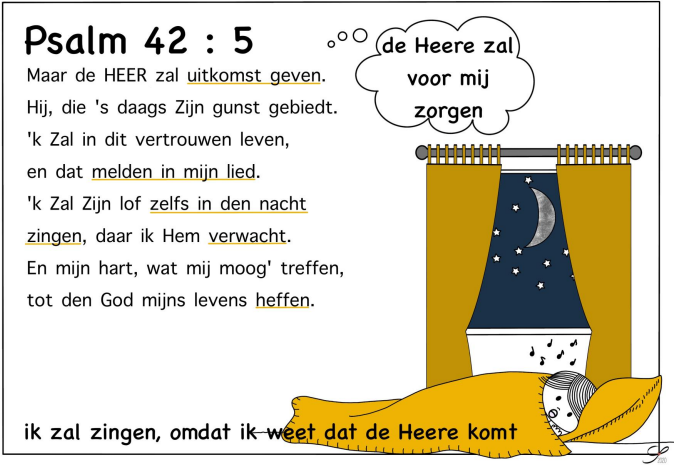 Psalm 42 : 5
Maar de HEER zal uitkomst geven.
Hij, die 's daags Zijn gunst gebiedt.
'k Zal in dit vertrouwen leven,
en dat melden in mijn lied.
'k Zal Zijn lof zelfs in den nacht
zingen, daar ik Hem verwacht.
En mijn hart, wat mij moog' treffen,
tot den God mijns levens heffen.
de Heere zal
voor mij
zorgen
ik zal zingen, omdat ik weet dat de Heere komt